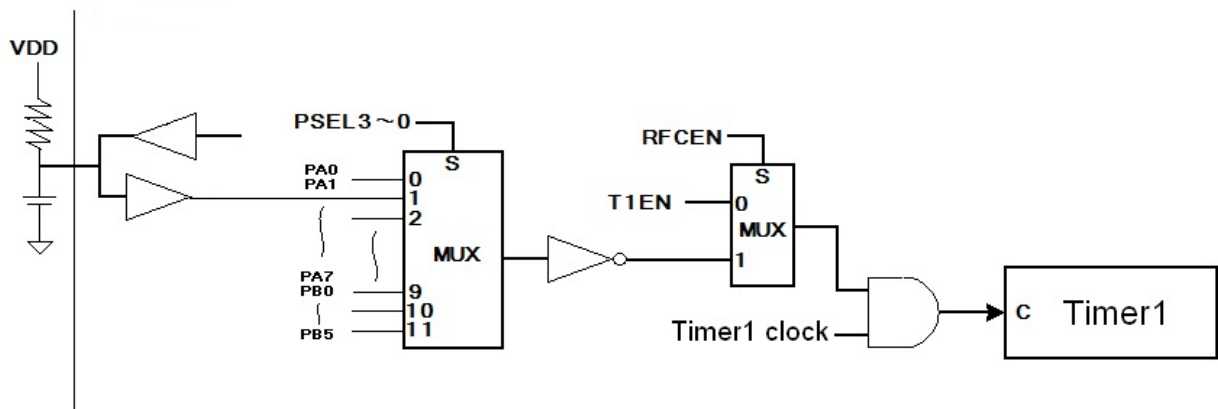 VDD
PSEL3~0
S
PA0
PA1
0
1
2
PA7
PB0
PB5
9
10
11
MUX
RFCEN
S
T1EN
0
MUX
1
Timer1 clock
C
Timer1